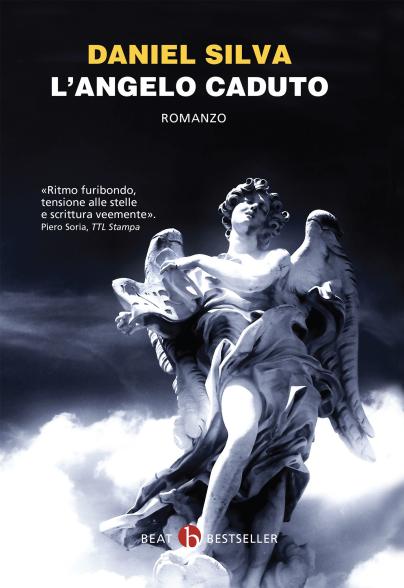 DANIEL SILVA
L'ANGELO CADUTO
ROMANZO
«Ritmo furibondo,
tensione alle stelle
e scrittura veemente».
Piero Soria, TTL Stampa
BEAT b BESTSELLER